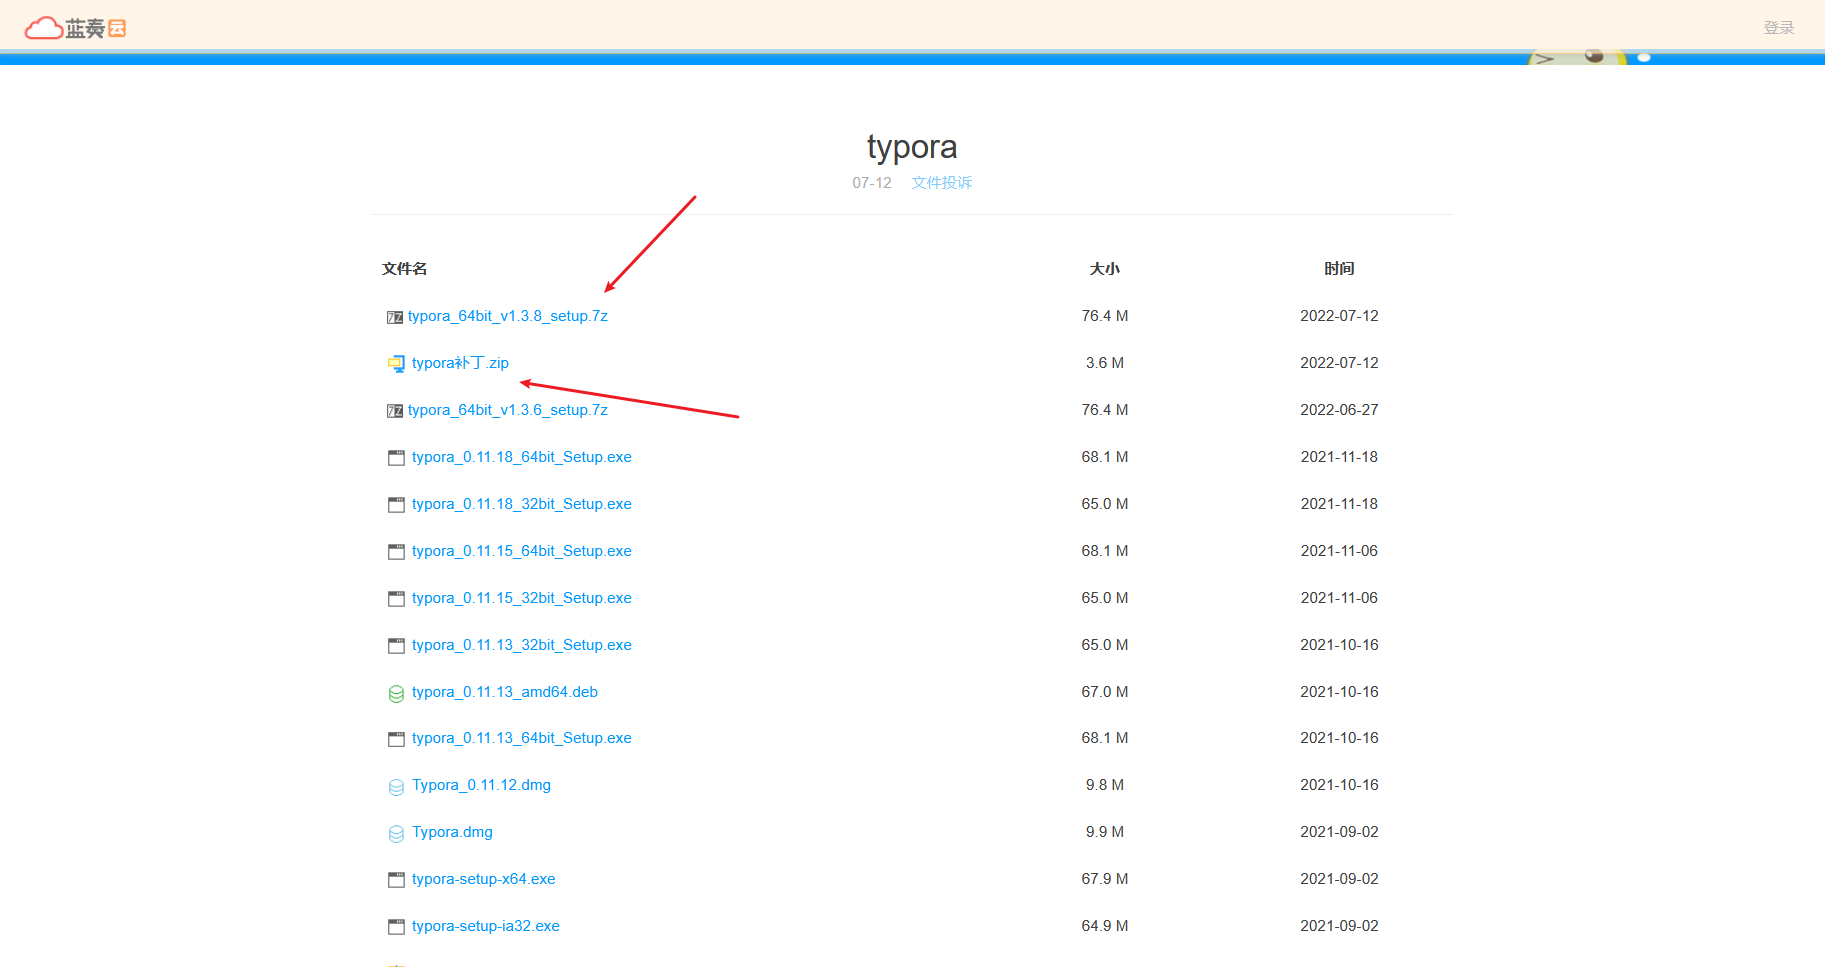 蓝奏云
登录
typora
07-12 文件投诉
文件名 大小 时间
typora_64bit_v1.3.8_setup.7z 76.4 M 2022-07-12
typora补丁.zip 3.6 M 2022-07-12
typora_64bit_v1.3.6_setup.7z 76.4 M 2022-06-27
typora_0.11.18_64bit_Setup.exe 68.1 M 2021-11-18
typora_0.11.18_32bit_Setup.exe 65.0 M 2021-11-18
typora_0.11.15_64bit_Setup.exe 68.1 M 2021-11-06
typora_0.11.15_32bit_Setup.exe 65.0 M 2021-11-06
typora_0.11.13_32bit_Setup.exe 65.0 M 2021-10-16
typora_0.11.13_amd64.deb 67.0 M 2021-10-16
typora_0.11.13_64bit_Setup.exe 68.1 M 2021-10-16
Typora_0.11.12.dmg 9.8 M 2021-10-16
Typora.dmg 9.9 M 2021-09-02
typora-setup-x64.exe 67.9 M 2021-09-02
typora-setup-ia32.exe 64.9 M 2021-09-02